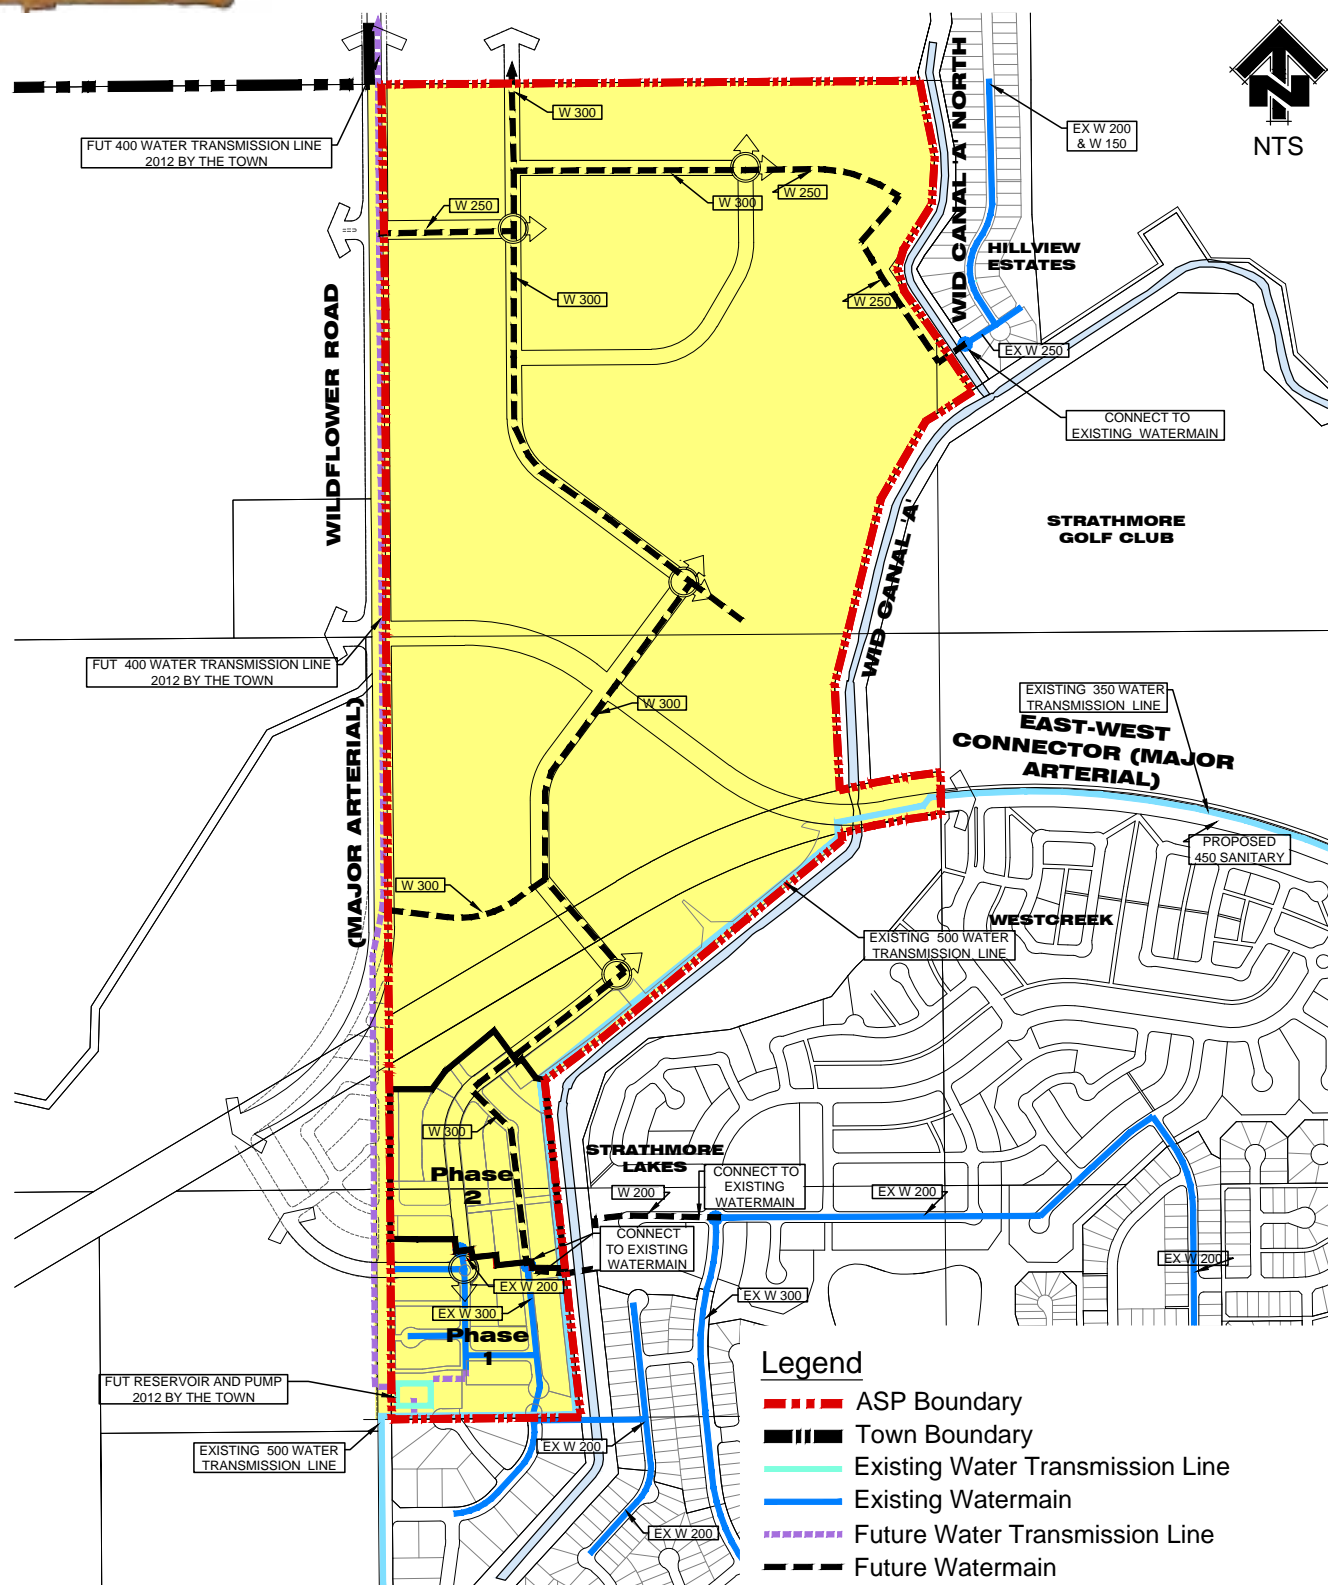 NTS
W 300
FUT 400 WATER TRANSMISSION LINE
2012 BY THE TOWN
EX W 200
& W 150
W 250
W 300
W 250
WID CANAL 'A' NORTH
HILLVIEW
ESTATES
W 300
W 250
EX W 250
WILDFLOWER ROAD
CONNECT TO
EXISTING WATERMAIN
STRATHMORE
GOLF CLUB
WID CANAL 'A'
FUT 400 WATER TRANSMISSION LINE
2012 BY THE TOWN
W 300
EXISTING 350 WATER
TRANSMISSION LINE
EAST-WEST
CONNECTOR (MAJOR
ARTERIAL)
(MAJOR ARTERIAL)
PROPOSED
450 SANITARY
W 300
WESTCREEK
EXISTING 500 WATER
TRANSMISSION LINE
W 300
STRATHMORE
LAKES
Phase
2
CONNECT TO
EXISTING
WATERMAIN
W 200
EX W 200
CONNECT
TO EXISTING
WATERMAIN
EX W 200
EX W 200
EX W 300
EX W 300
Phase
1
FUT RESERVOIR AND PUMP
2012 BY THE TOWN
EXISTING 500 WATER
TRANSMISSION LINE
EX W 200
EX W 200
Legend
ASP Boundary
Town Boundary
Existing Water Transmission Line
Existing Watermain
Future Water Transmission Line
Future Watermain